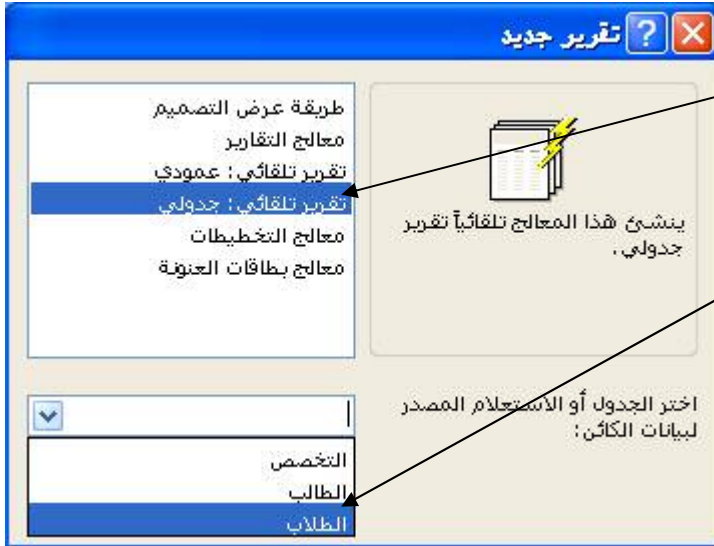 تقرير جديد
طريقة عرض التصميم
معالج التقارير
تقرير تلقائي: عمودي
تقرير تلقائي: جدولي
معالج التخطيطات
معالج بطاقات العنونة
ينشئ هذا المعالج تلقائياً تقرير
جدولي.
اختر الجدول أو الاستعلام المصدر
لبيانات الكائن:
التخصص
الطالب
الطلاب